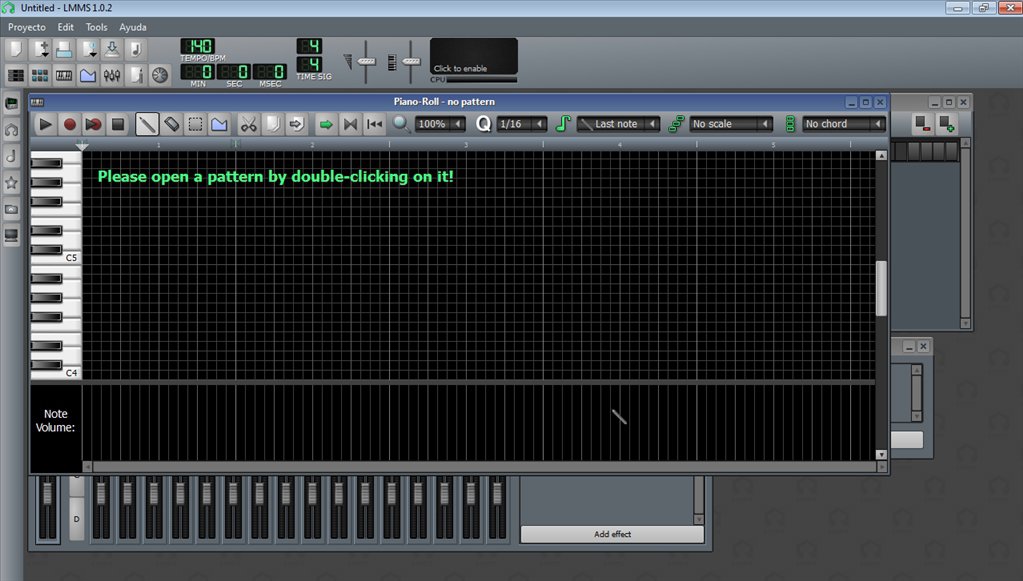 Untitled - LMMS 1.0.2
Proyecto Edit Tools Ayuda
140
TEMPO/BPM
4
4
TIME SIG
0 0 0
MIN SEC MSEC
Click to enable
CPU
Piano-Roll - no pattern
100% Q 1/16 Last note No scale No chord
1 2 3 4 5
Please open a pattern by double-clicking on it!
C5
C4
Note
Volume:
D
Add effect